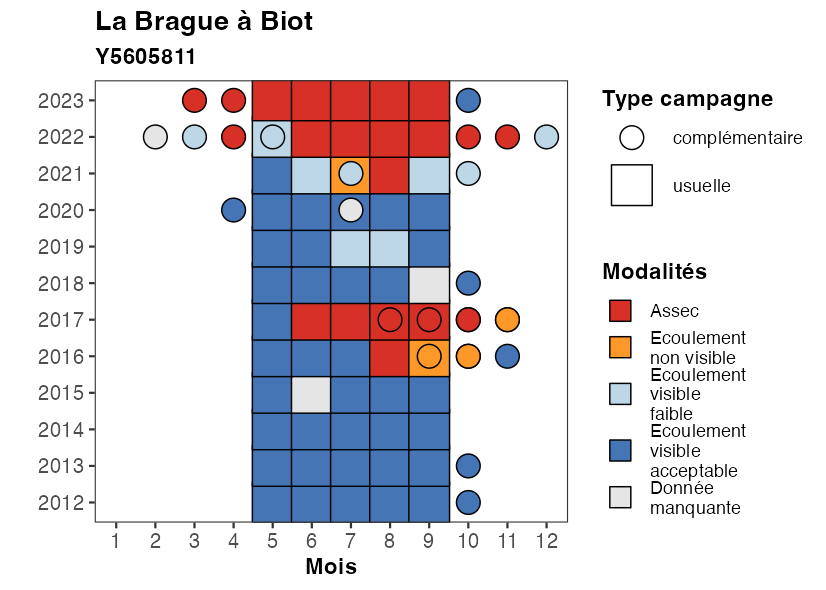 La Brague à Biot
Y5605811
2023
2022
2021
2020
2019
2018
2017
2016
2015
2014
2013
2012
1 2 3 4 5 6 7 8 9 10 11 12
Mois
Type campagne
complémentaire
usuelle
Modalités
Assec
Ecoulement
non visible
Ecoulement
visible
faible
Ecoulement
visible
acceptable
Donnée
manquante